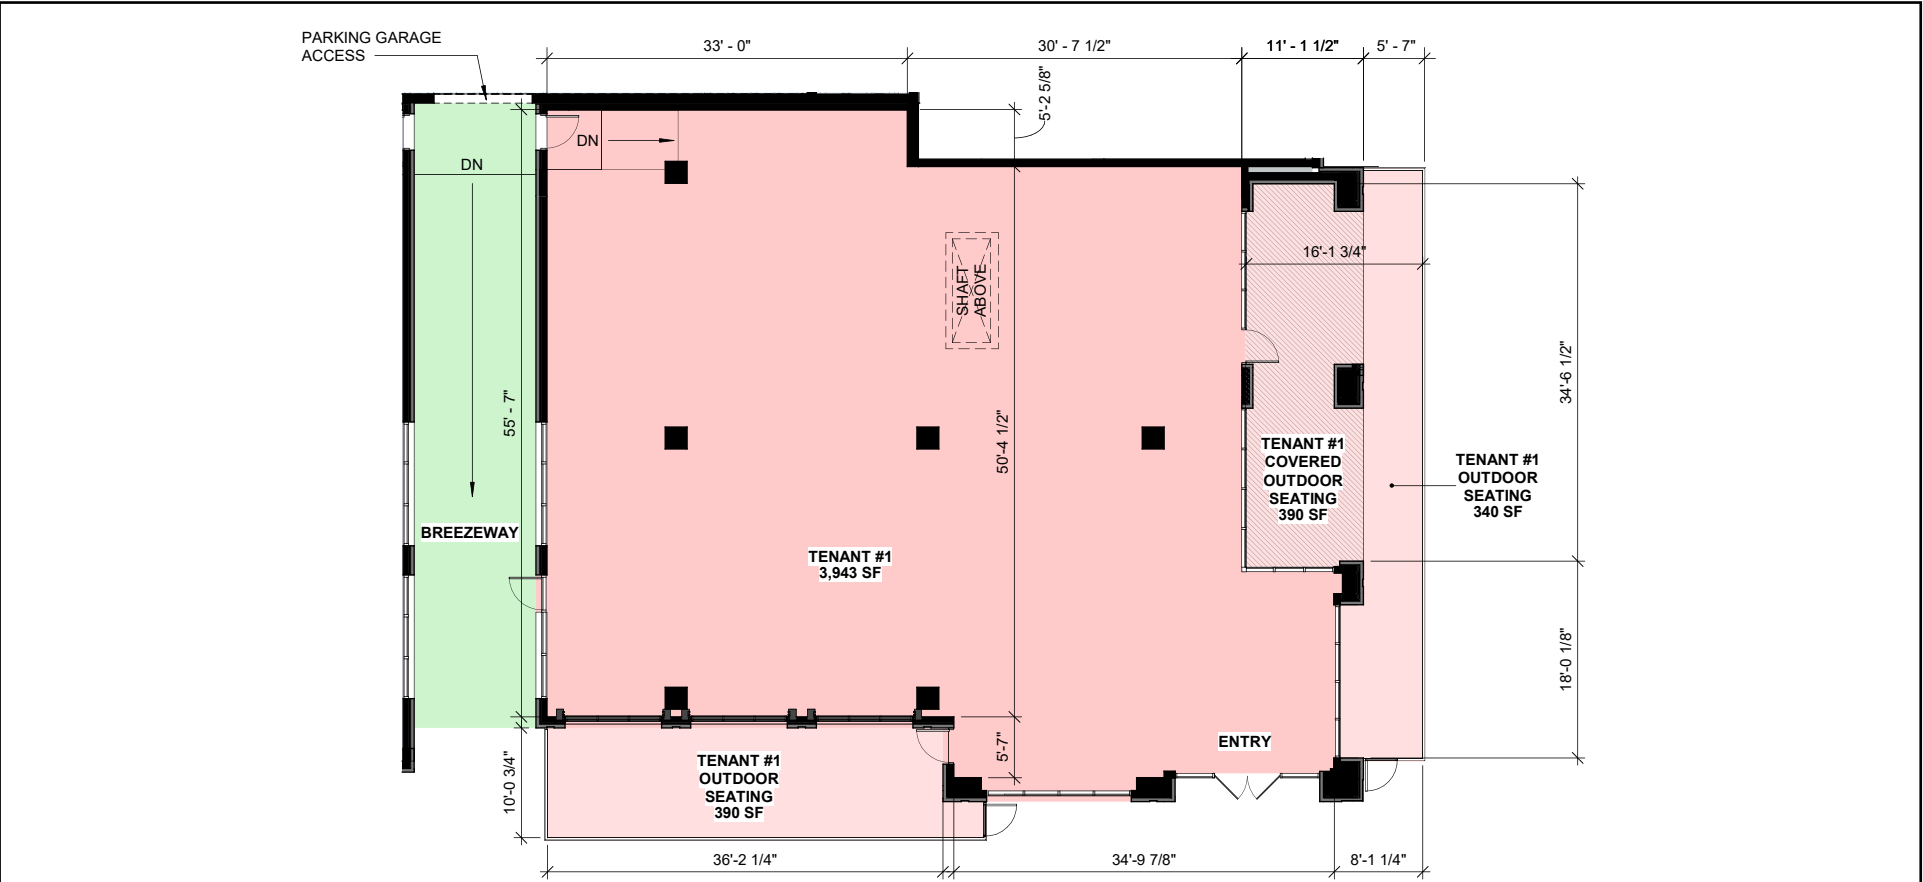 PARKING GARAGE
ACCESS
33' - 0"
30' - 7 1/2"
11' - 1 1/2"
5' - 7"
5'-2 5/8"
DN
DN
16'-1 3/4"
SHAFT
ABOVE
34'-6 1/2"
55' - 7"
50'-4 1/2"
TENANT #1
COVERED
OUTDOOR
SEATING
390 SF
TENANT #1
OUTDOOR
SEATING
340 SF
BREEZEWAY
TENANT #1
3,943 SF
18'-0 1/8"
ENTRY
5'-7"
10'-0 3/4"
TENANT #1
OUTDOOR
SEATING
390 SF
36'-2 1/4"
34'-9 7/8"
8'-1 1/4"